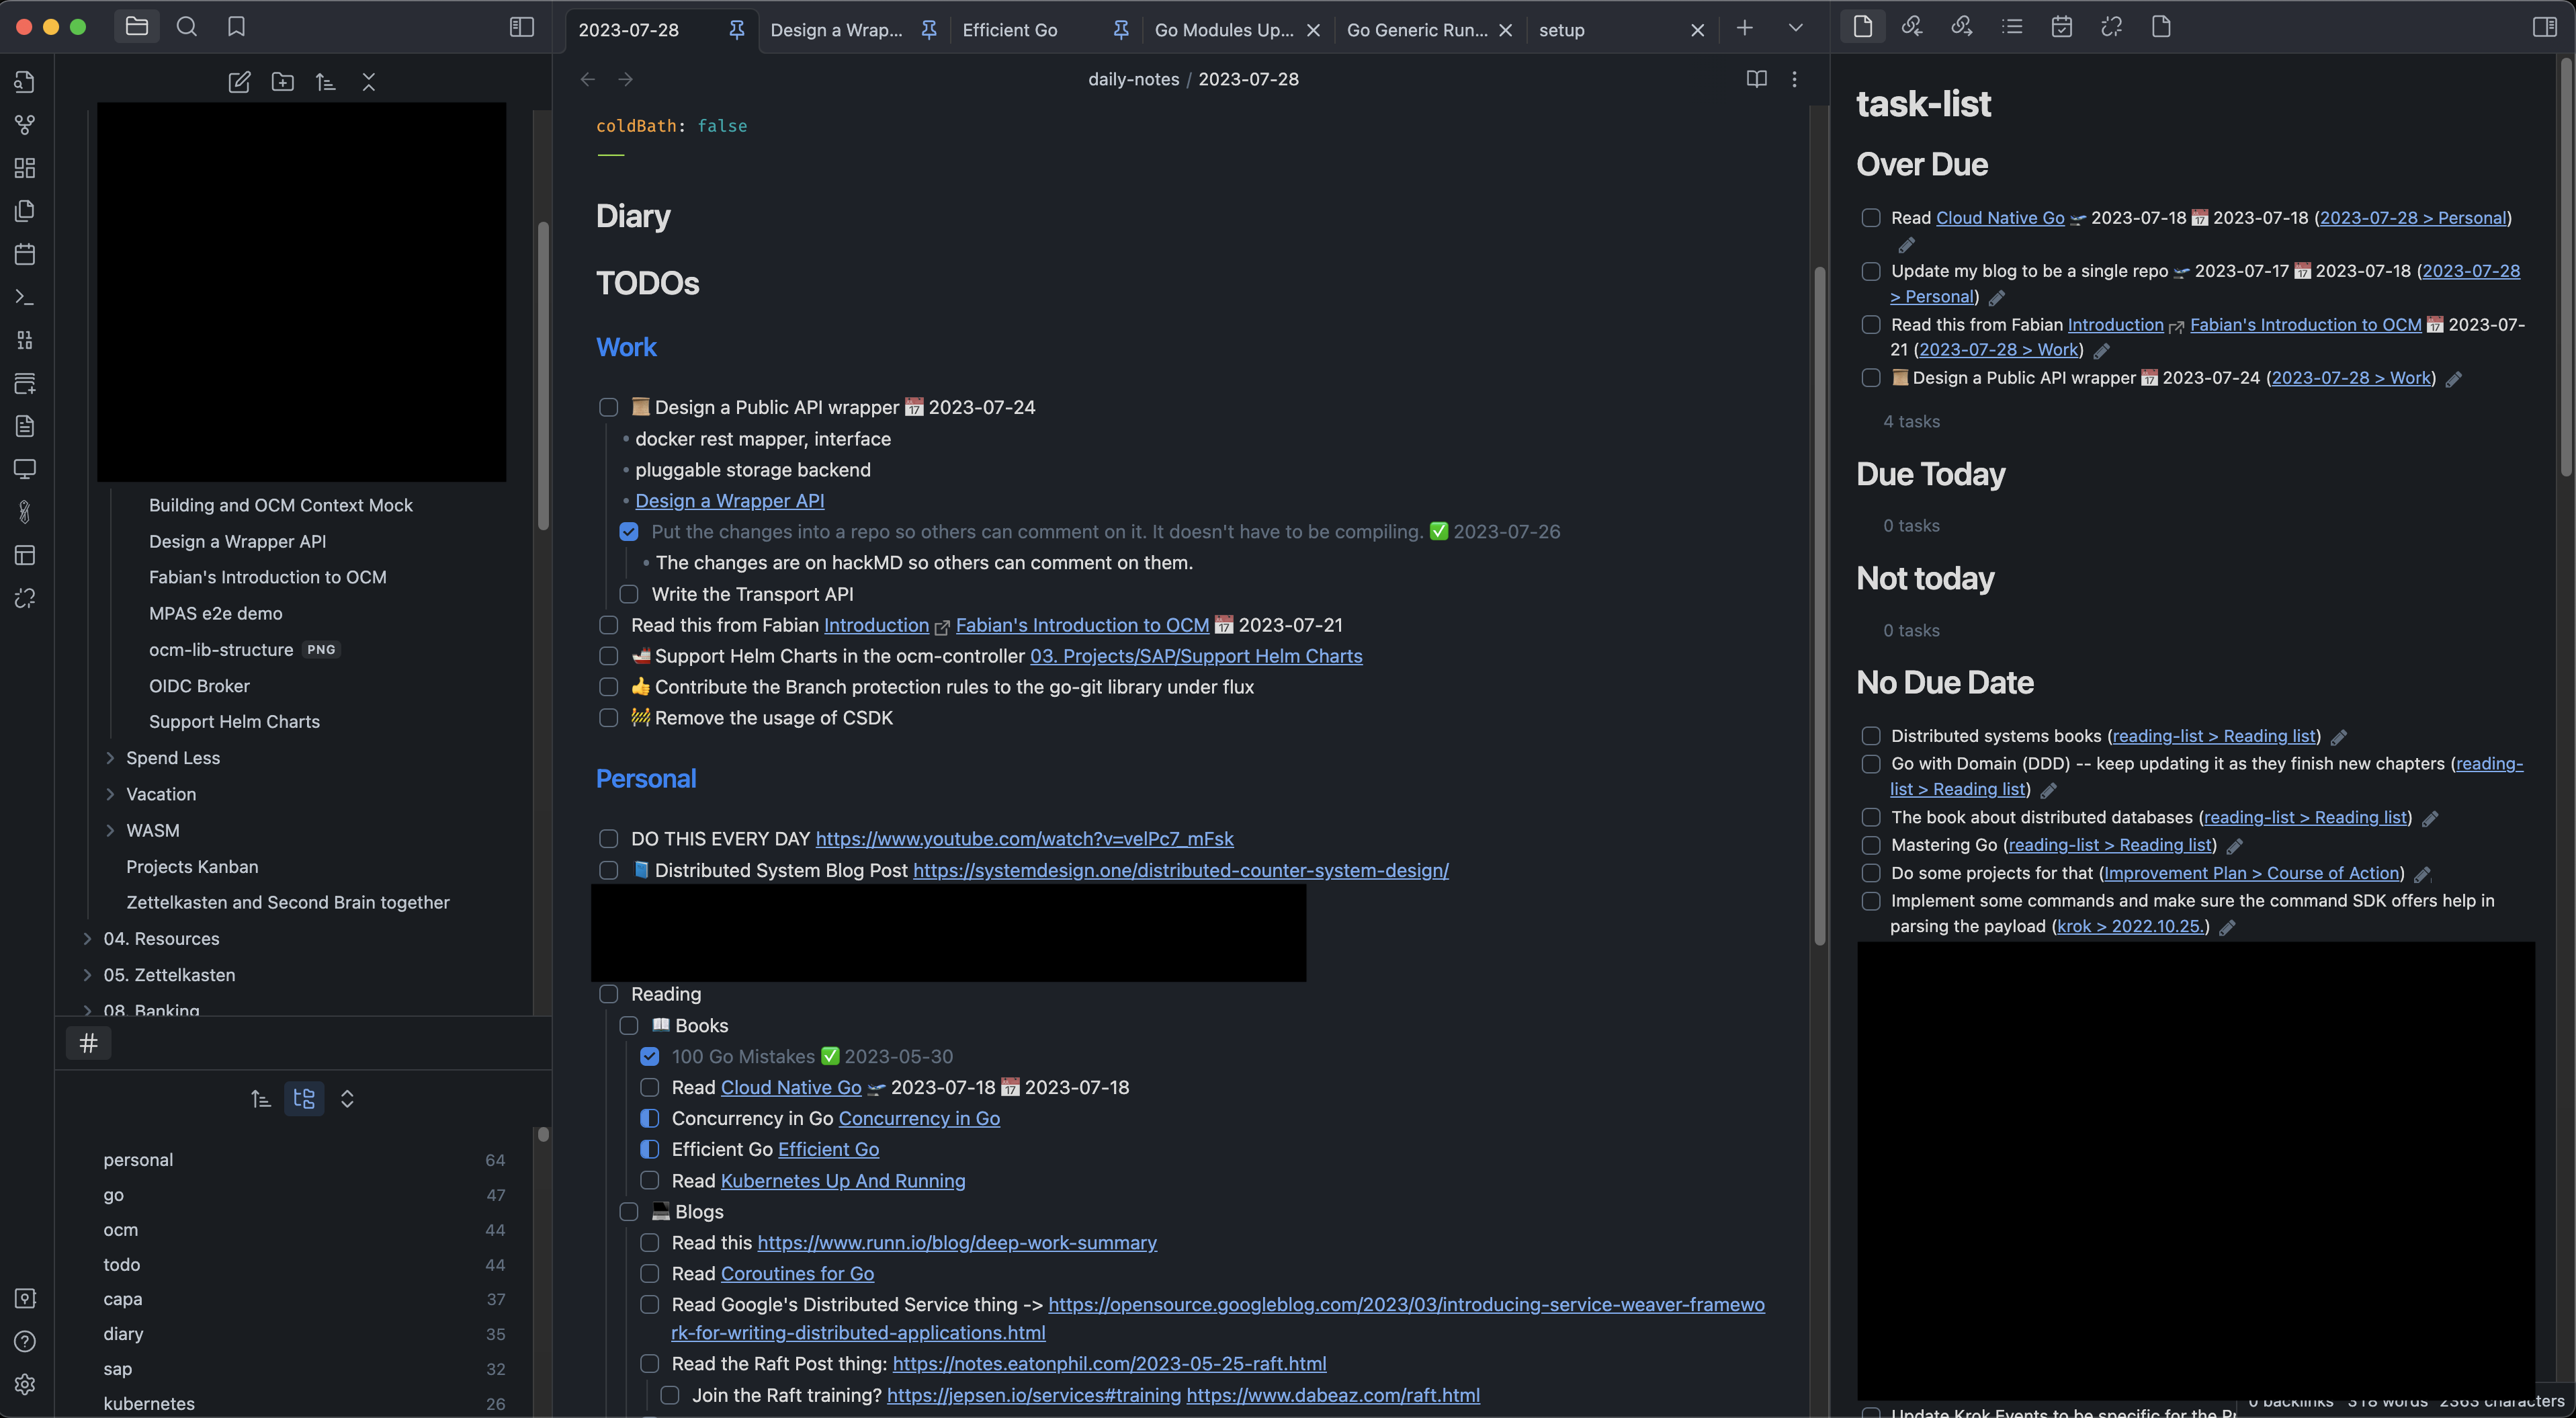 2023-07-28
Design a Wrap...
Efficient Go
Go Modules Up...
Go Generic Run...
setup
Building and OCM Context Mock
Design a Wrapper API
Fabian's Introduction to OCM
MPAS e2e demo
ocm-lib-structure PNG
OIDC Broker
Support Helm Charts
Spend Less
Vacation
WASM
Projects Kanban
Zettelkasten and Second Brain together
04. Resources
05. Zettelkasten
08. Banking
#
personal 64
go 47
ocm 44
todo 44
capa 37
diary 35
sap 32
kubernetes 26
daily-notes / 2023-07-28
coldBath: false
Diary
TODOs
Work
📜Design a Public API wrapper 📅 2023-07-24
• docker rest mapper, interface
• pluggable storage backend
• Design a Wrapper API
Put the changes into a repo so others can comment on it. It doesn't have to be compiling. ✅ 2023-07-26
• The changes are on hackMD so others can comment on them.
Write the Transport API
Read this from Fabian Introduction Fabian's Introduction to OCM 📅 2023-07-21
🚢Support Helm Charts in the ocm-controller 03. Projects/SAP/Support Helm Charts
👍Contribute the Branch protection rules to the go-git library under flux
🚧Remove the usage of CSDK
Personal
DO THIS EVERY DAY https://www.youtube.com/watch?v=velPc7_mFsk
📘Distributed System Blog Post https://systemdesign.one/distributed-counter-system-design/
Reading
📖 Books
100 Go Mistakes ✅ 2023-05-30
Read Cloud Native Go 🛫 2023-07-18 📅 2023-07-18
Concurrency in Go Concurrency in Go
Efficient Go Efficient Go
Read Kubernetes Up And Running
💻 Blogs
Read this https://www.runn.io/blog/deep-work-summary
Read Coroutines for Go
Read Google's Distributed Service thing -> https://opensource.googleblog.com/2023/03/introducing-service-weaver-framewo
rk-for-writing-distributed-applications.html
Read the Raft Post thing: https://notes.eatonphil.com/2023-05-25-raft.html
Join the Raft training? https://jepsen.io/services#training https://www.dabeaz.com/raft.html
task-list
Over Due
Read Cloud Native Go 🛫 2023-07-18 📅 2023-07-18 (2023-07-28 > Personal)
Update my blog to be a single repo 🛫 2023-07-17 📅 2023-07-18 (2023-07-28
> Personal)
Read this from Fabian Introduction Fabian's Introduction to OCM 📅 2023-07-
21 (2023-07-28 > Work)
📜Design a Public API wrapper 📅 2023-07-24 (2023-07-28 > Work)
4 tasks
Due Today
0 tasks
Not today
0 tasks
No Due Date
Distributed systems books (reading-list > Reading list)
Go with Domain (DDD) -- keep updating it as they finish new chapters (reading-
list > Reading list)
The book about distributed databases (reading-list > Reading list)
Mastering Go (reading-list > Reading list)
Do some projects for that (Improvement Plan > Course of Action)
Implement some commands and make sure the command SDK offers help in
parsing the payload (krok > 2022.10.25.)
Update Krok Events to be specific for the
0 backlinks 318 words 2363 characters